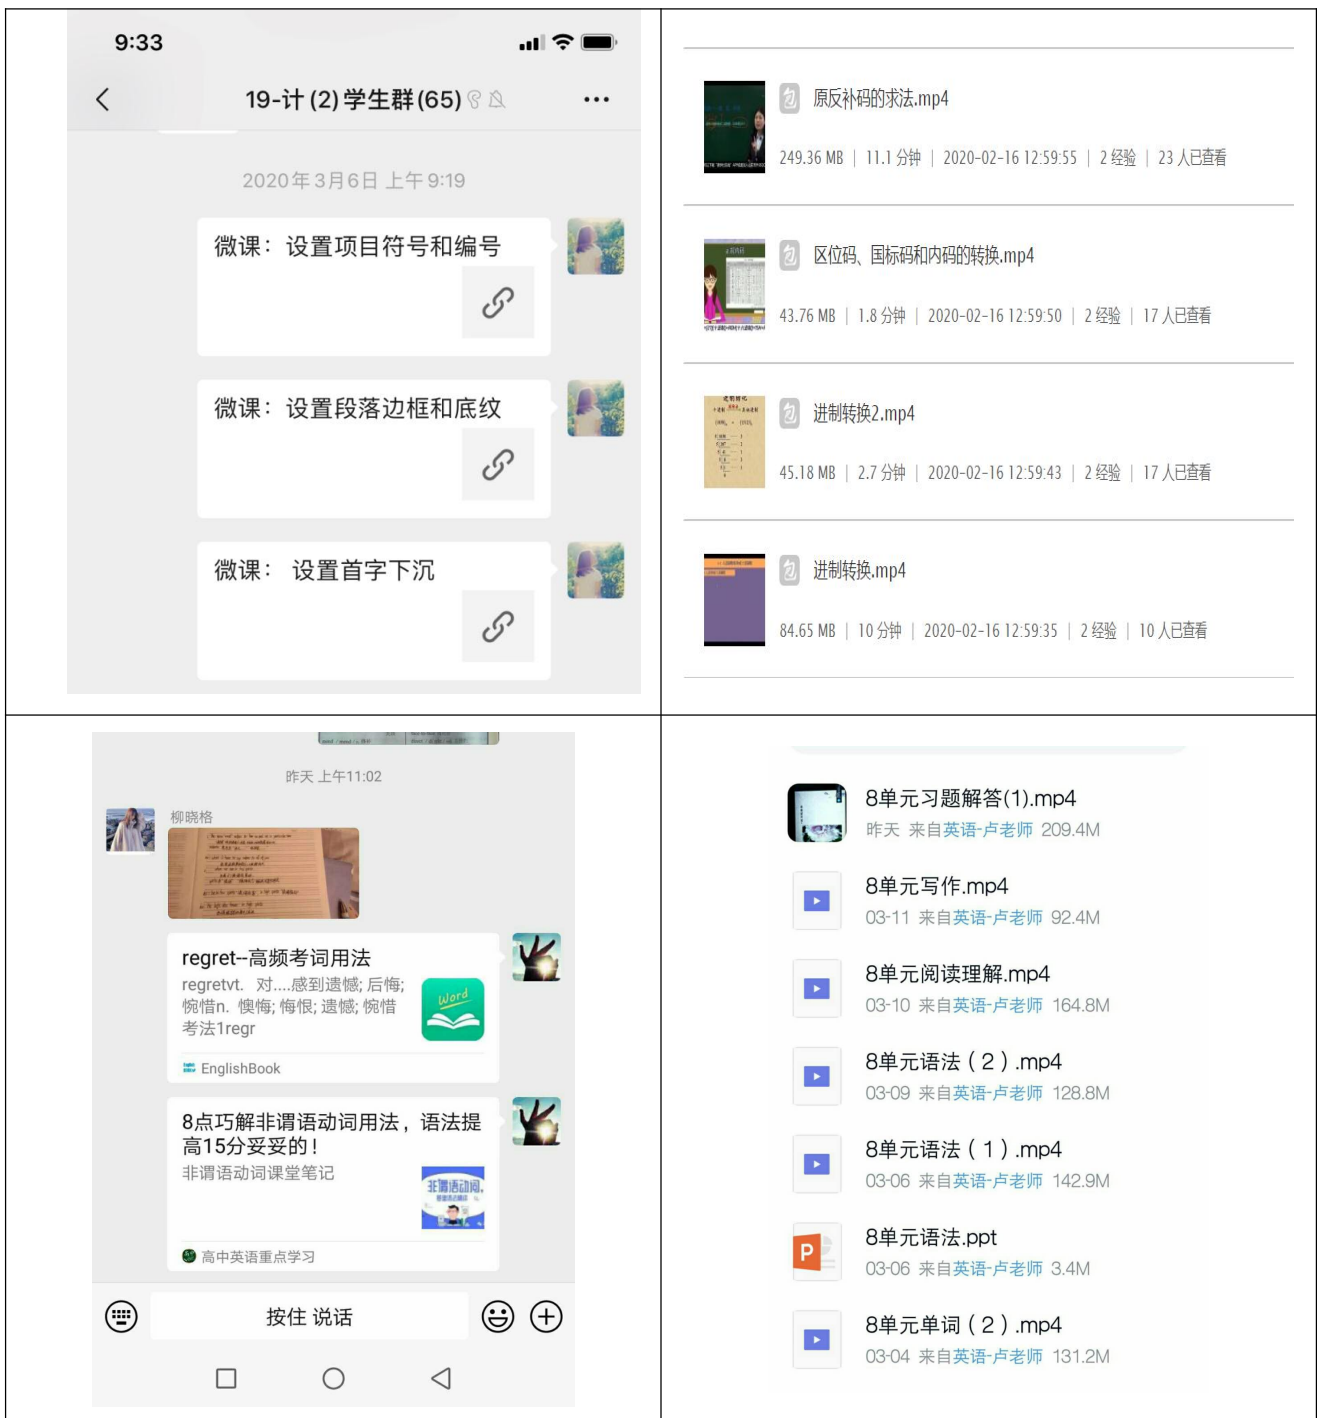 9:33
19-计(2)学生群(65)
2020年3月6日 上午 9:19
微课：设置项目符号和编号
微课：设置段落边框和底纹
微课： 设置首字下沉
原反补码的求法.mp4
249.36 MB | 11.1 分钟 | 2020-02-16 12:59:55 | 2 经验 | 23 人已查看
区位码、国标码和内码的转换.mp4
43.76 MB | 1.8 分钟 | 2020-02-16 12:59:50 | 2 经验 | 17 人已查看
进制转换2.mp4
45.18 MB | 2.7 分钟 | 2020-02-16 12:59:43 | 2 经验 | 17 人已查看
进制转换.mp4
84.65 MB | 10 分钟 | 2020-02-16 12:59:35 | 2 经验 | 10 人已查看
昨天 上午11:02
柳晓格
regret--高频考词用法
regretvt. 对....感到遗憾; 后悔;
惋惜n. 懊悔; 悔恨; 遗憾; 惋惜
考法1regr
Word
EnglishBook
8点巧解非谓语动词用法，语法提
高15分妥妥的！
非谓语动词课堂笔记
非谓语动词,
高中英语重点学习
按住 说话
8单元习题解答(1).mp4
昨天 来自英语-卢老师 209.4M
8单元写作.mp4
03-11 来自英语-卢老师 92.4M
8单元阅读理解.mp4
03-10 来自英语-卢老师 164.8M
8单元语法（2）.mp4
03-09 来自英语-卢老师 128.8M
8单元语法（1）.mp4
03-06 来自英语-卢老师 142.9M
8单元语法.ppt
03-06 来自英语-卢老师 3.4M
8单元单词（2）.mp4
03-04 来自英语-卢老师 131.2M